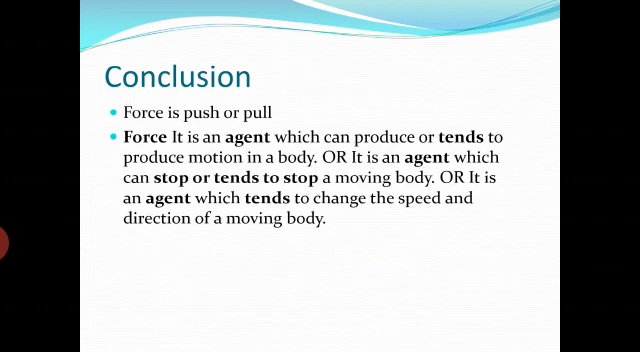 Conclusion
Force is push or pull
Force It is an agent which can produce or tends to
produce motion in a body. OR It is an agent which
can stop or tends to stop a moving body. OR It is
an agent which tends to change the speed and
direction of a moving body.